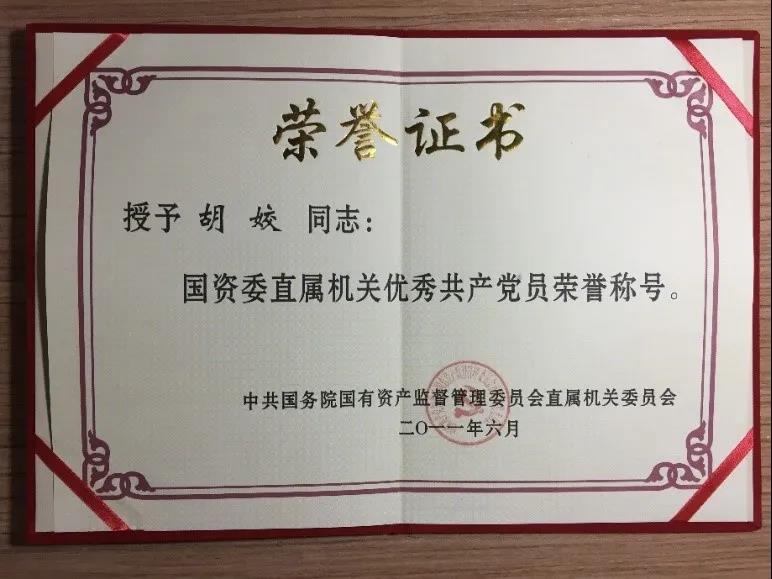 荣誉证书
授予 胡 姣 同志：
国资委直属机关优秀共产党员荣誉称号。
中共国务院国有资产监督管理委员会直属机关委员会
二〇一一年六月